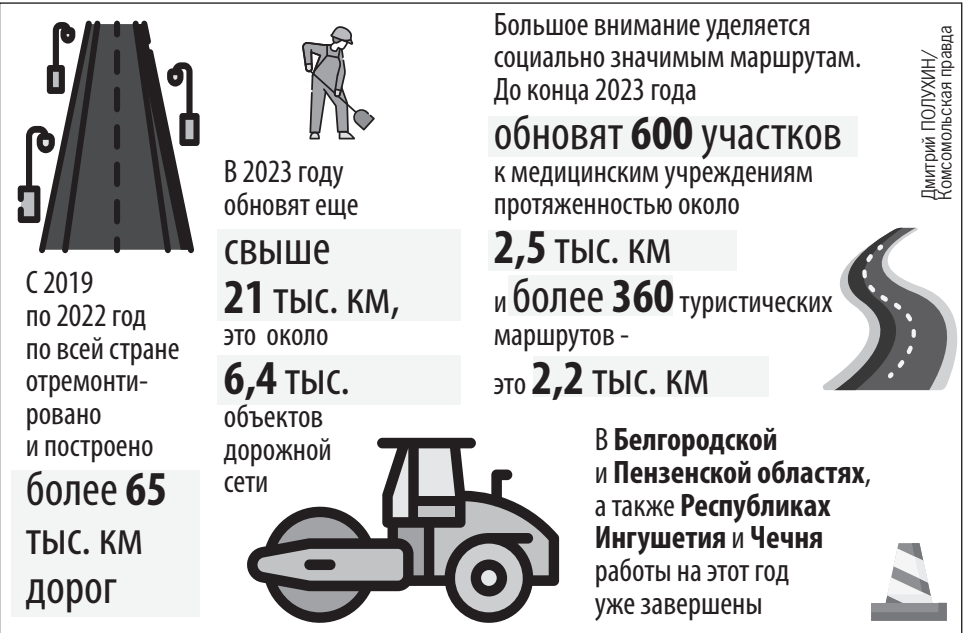 С 2019
по 2022 год
по всей стране
отремонти-
ровано
и построено
более 65
тыс. км
дорог
В 2023 году
обновят еще
свыше
21 тыс. км,
это около
6,4 тыс.
объектов
дорожной
сети
Большое внимание уделяется
социально значимым маршрутам.
До конца 2023 года
обновят 600 участков
к медицинским учреждениям
протяженностью около
2,5 тыс. км
и более 360 туристических
маршрутов -
это 2,2 тыс. км
В Белгородской
и Пензенской областях,
а также Республиках
Ингушетия и Чечня
работы на этот год
уже завершены
Дмитрий ПОЛУХИН/
Комсомольская правда